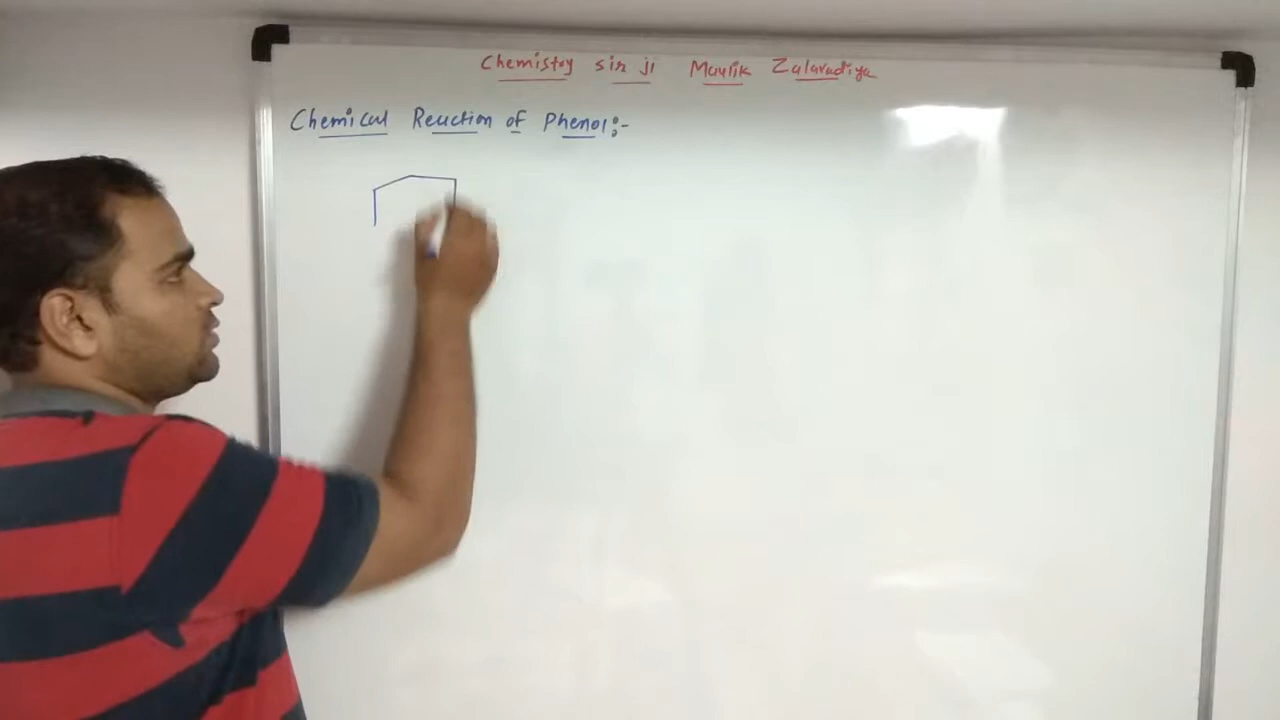 Chemistry sir ji Maulik Zalavadiya
Chemical Reaction of Phenol:-